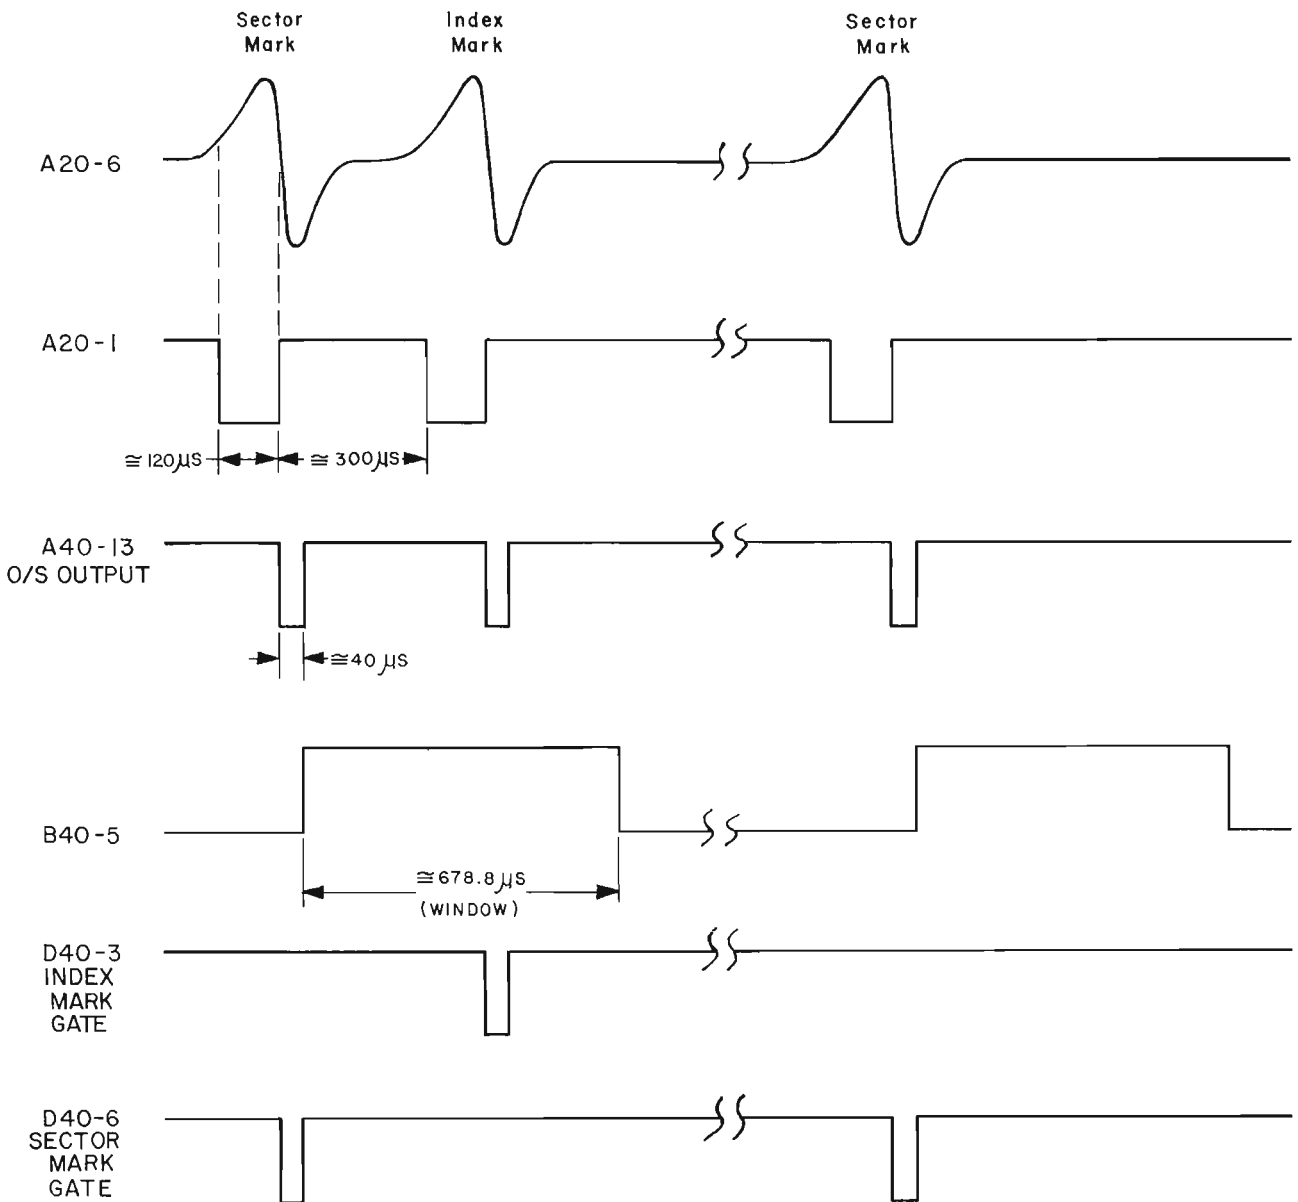 Sector
Mark
Index
Mark
Sector
Mark
A20-6
A20-1
≅120µS
≅300µS
A40-13
O/S OUTPUT
≅40µS
B40-5
≅678.8µS
(WINDOW)
D40-3
INDEX
MARK
GATE
D40-6
SECTOR
MARK
GATE